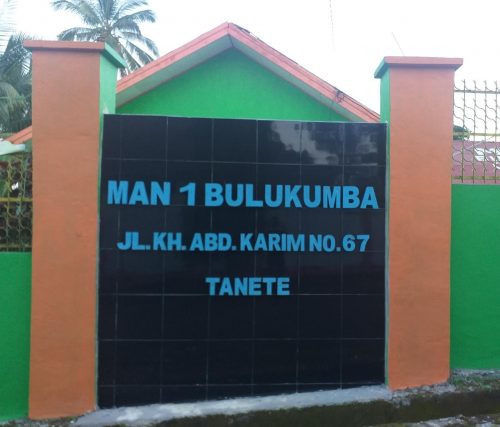 MAN 1 BULUKUMBA
JL.KH. ABD. KARIM NO.67
TANETE